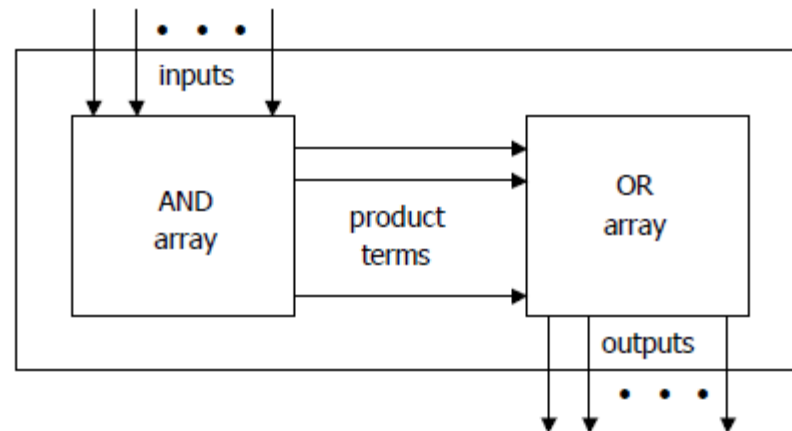 inputs
AND
array
product
terms
OR
array
outputs